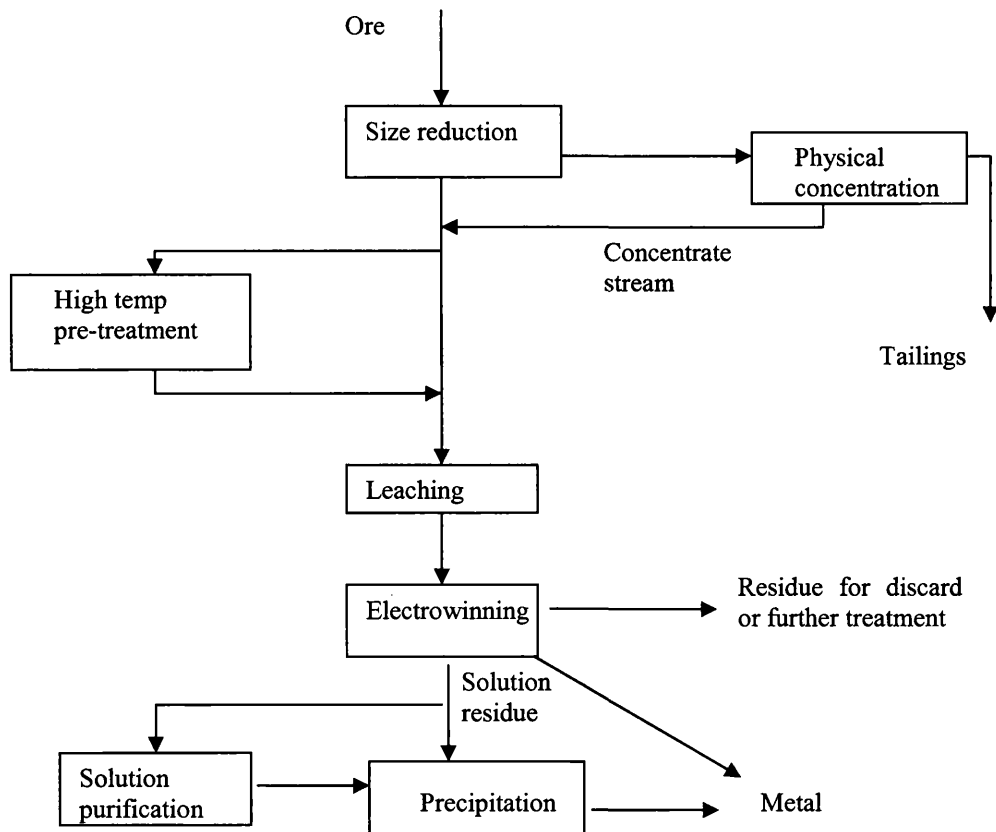 Ore
Size reduction
Physical
concentration
Concentrate
stream
High temp
pre-treatment
Tailings
Leaching
Electrowinning
Residue for discard
or further treatment
Solution
residue
Solution
purification
Precipitation
Metal